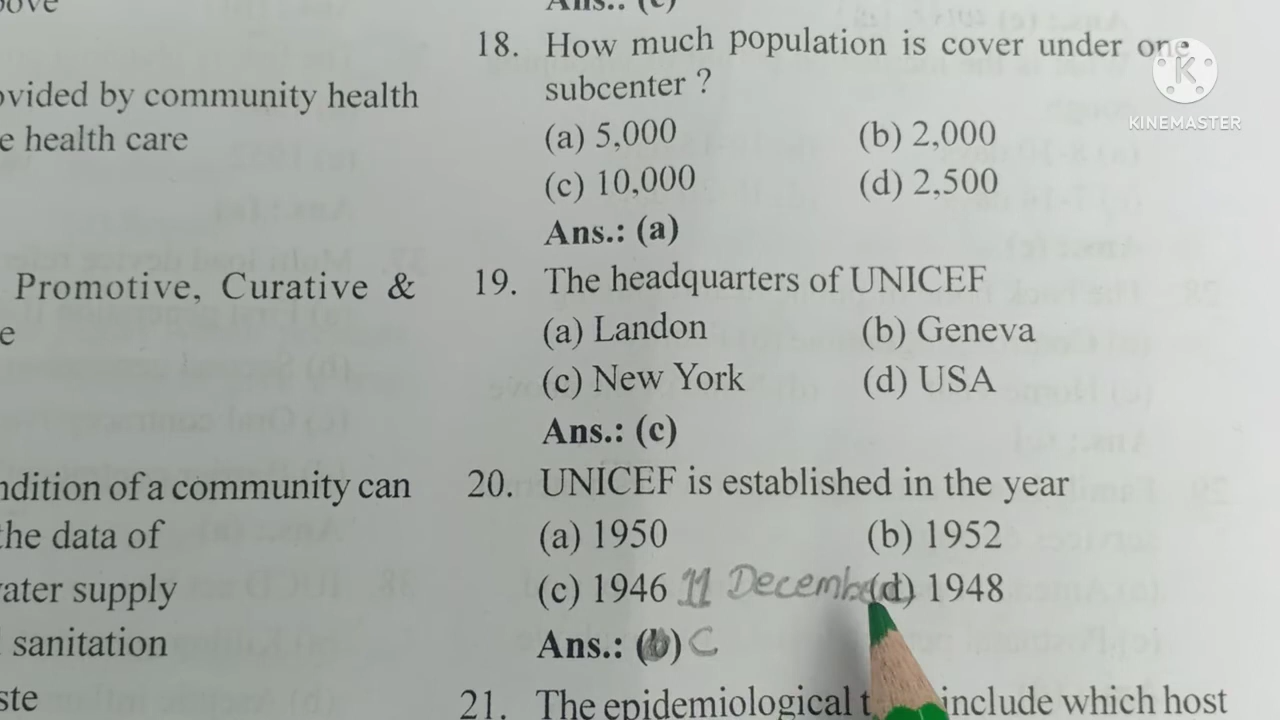 ovided by community health
e health care
Promotive, Curative &
e
ndition of a community can
the data of
ater supply
sanitation
ste
18. How much population is cover under one
subcenter ?
(a) 5,000 (b) 2,000
(c) 10,000 (d) 2,500
Ans.: (a)
19. The headquarters of UNICEF
(a) Landon (b) Geneva
(c) New York (d) USA
Ans.: (c)
20. UNICEF is established in the year
(a) 1950 (b) 1952
(c) 1946 11 December (d) 1948
Ans.: (b) C
21. The epidemiological include which host
KINEMASTER